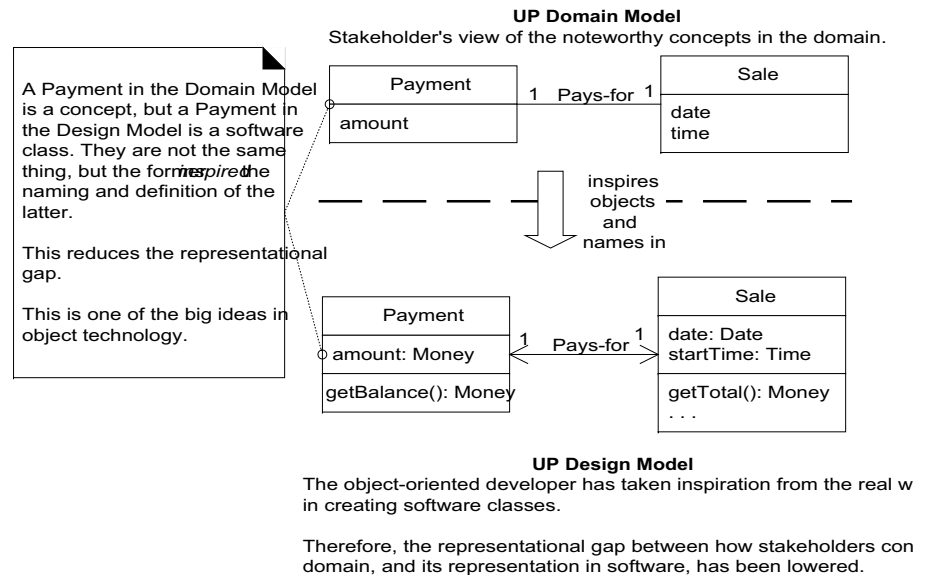 UP Domain Model
Stakeholder's view of the noteworthy concepts in the domain.
A Payment in the Domain Model
is a concept, but a Payment in
the Design Model is a software
class. They are not the same
thing, but the former inspired the
naming and definition of the
latter.
This reduces the representational
gap.
This is one of the big ideas in
object technology.
Payment
amount
1 Pays-for 1
Sale
date
time
inspires
objects
and
names in
Payment
amount: Money
getBalance(): Money
1 Pays-for 1
Sale
date: Date
startTime: Time
getTotal(): Money
. . .
UP Design Model
The object-oriented developer has taken inspiration from the real w
in creating software classes.
Therefore, the representational gap between how stakeholders con
domain, and its representation in software, has been lowered.